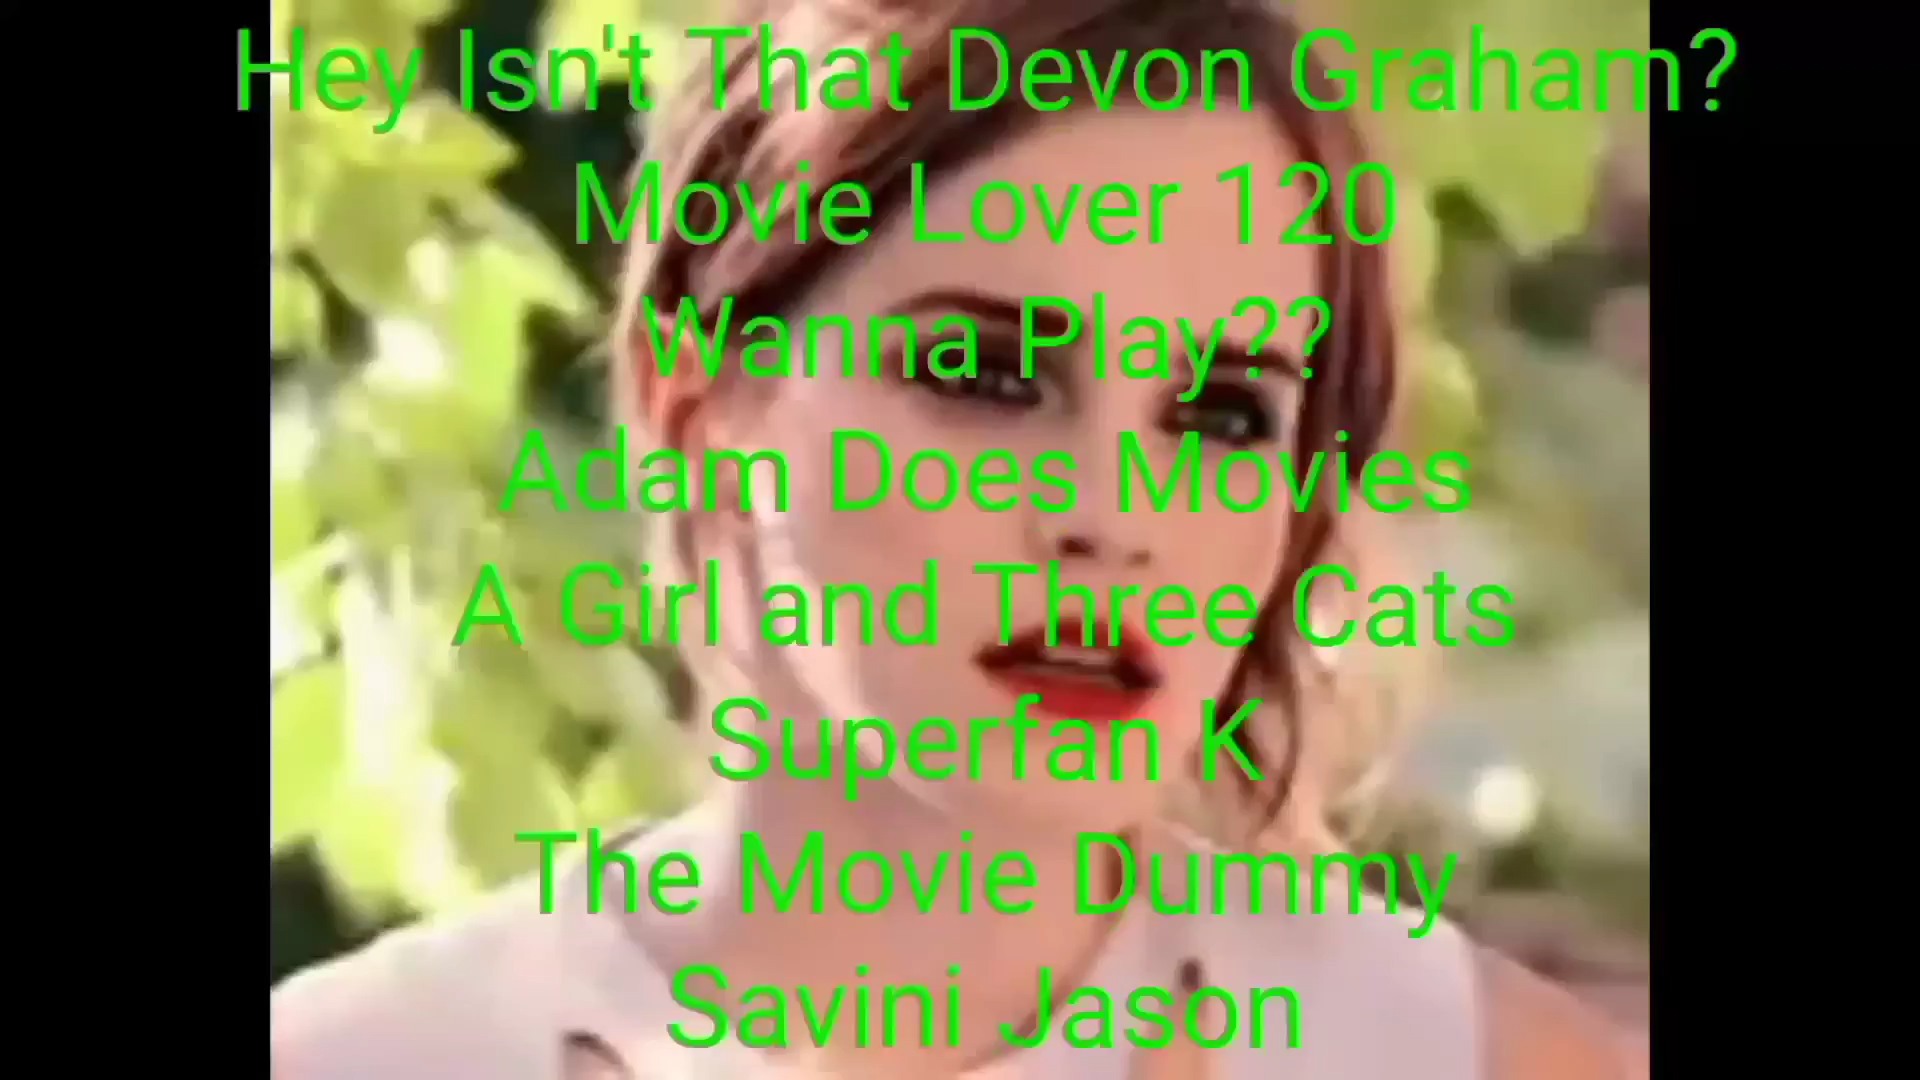 Hey Isn't That Devon Graham?
Movie Lover 120
Wanna Play??
Adam Does Movies
A Girl and Three Cats
Superfan K
The Movie Dummy
Savini Jason